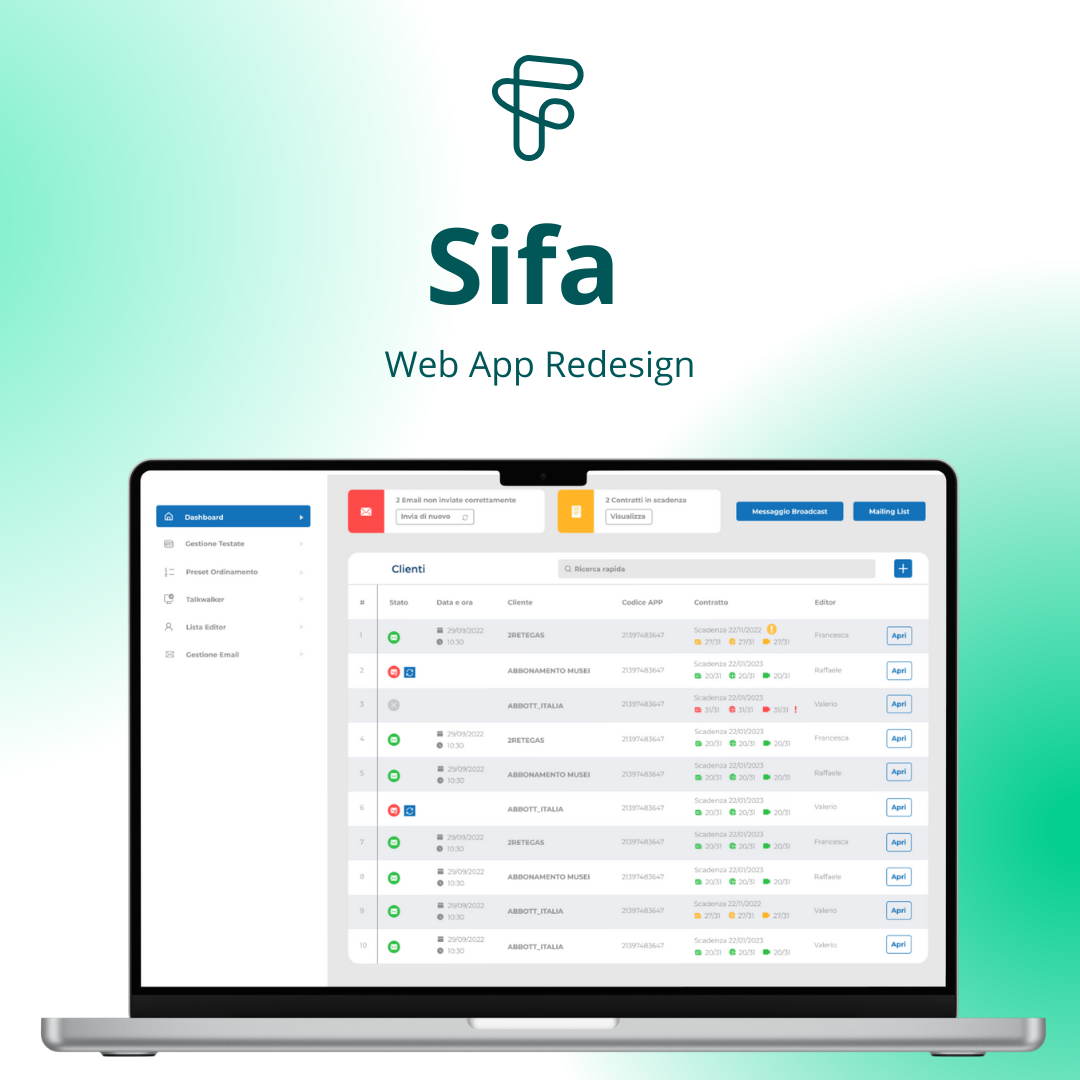 Sifa
Web App Redesign
2 Email non inviate correttamente
Invia di nuovo
2 Contratti in scadenza
Visualizza
Messaggio Broadcast
Mailing List
Dashboard
Gestione Testate
Preset Ordinamento
Talkwalker
Lista Editor
Gestione Email
Clienti
Ricerca rapida
# Stato Data e ora Cliente Codice APP Contratto Editor
1 29/09/2022 10:30 2RETEGAS 21397483647 Scadenza 22/11/2022 27/31 27/31 27/31 Francesca Apri
2 ABBONAMENTO MUSEI 21397483647 Scadenza 22/01/2023 20/31 20/31 20/31 Raffaele Apri
3 ABBOTT_ITALIA 21397483647 Scadenza 22/01/2023 31/31 31/31 31/31 Valerio Apri
4 29/09/2022 10:30 2RETEGAS 21397483647 Scadenza 22/01/2023 20/31 20/31 20/31 Francesca Apri
5 29/09/2022 10:30 ABBONAMENTO MUSEI 21397483647 Scadenza 22/01/2023 20/31 20/31 20/31 Raffaele Apri
6 ABBOTT_ITALIA 21397483647 Scadenza 22/01/2023 20/31 20/31 20/31 Valerio Apri
7 29/09/2022 10:30 2RETEGAS 21397483647 Scadenza 22/01/2023 20/31 20/31 20/31 Francesca Apri
8 29/09/2022 10:30 ABBONAMENTO MUSEI 21397483647 Scadenza 22/01/2023 20/31 20/31 20/31 Raffaele Apri
9 29/09/2022 10:30 ABBOTT_ITALIA 21397483647 Scadenza 22/11/2022 27/31 27/31 27/31 Valerio Apri
10 29/09/2022 10:30 ABBOTT_ITALIA 21397483647 Scadenza 22/01/2023 20/31 20/31 20/31 Valerio Apri